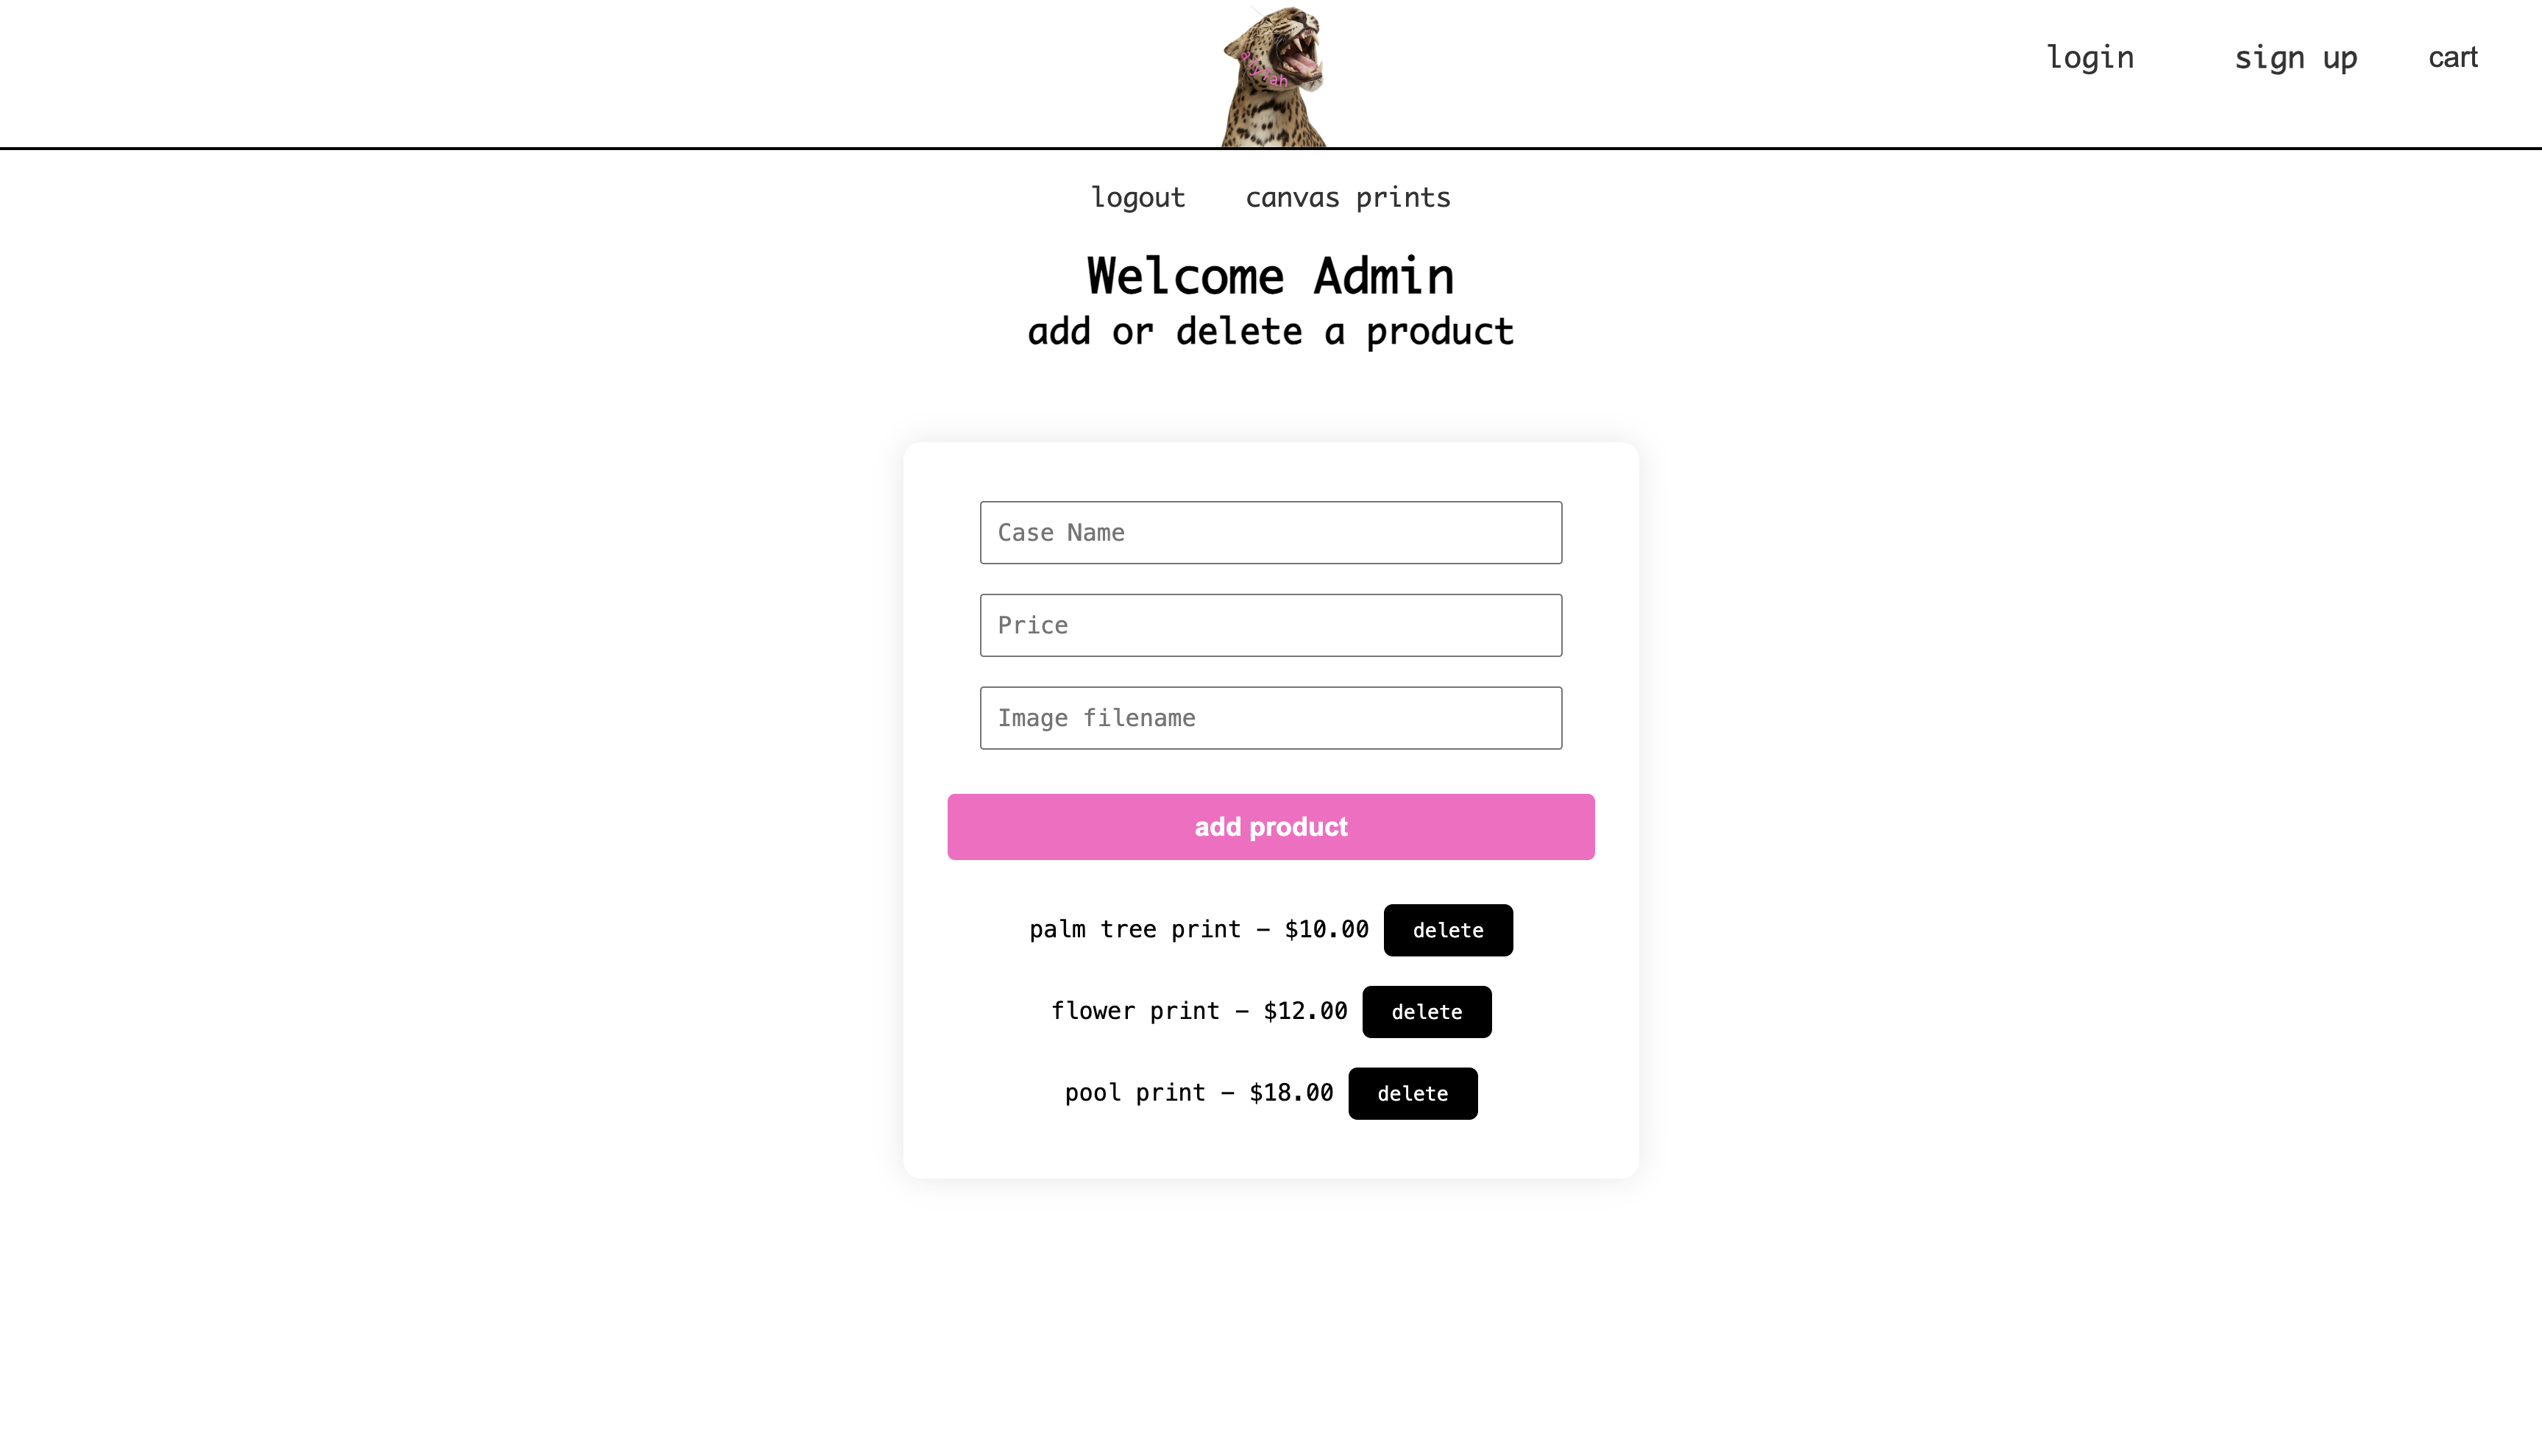 login sign up cart
logout canvas prints
Welcome Admin
add or delete a product
Case Name
Price
Image filename
add product
palm tree print – $10.00 delete
flower print – $12.00 delete
pool print – $18.00 delete